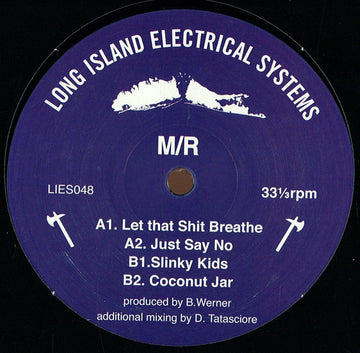 LONG ISLAND ELECTRICAL SYSTEMS
M/R
LIES048
33⅓rpm
A1. Let that Shit Breathe
A2. Just Say No
B1.Slinky Kids
B2. Coconut Jar
produced by B.Werner
additional mixing by D. Tatasciore